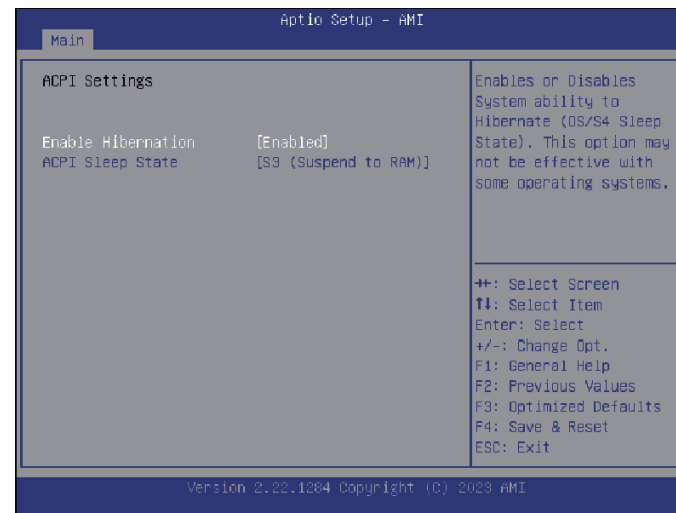 Aptio Setup – AMI
Main
ACPI Settings
Enable Hibernation [Enabled]
ACPI Sleep State [S3 (Suspend to RAM)]
Enables or Disables
System ability to
Hibernate (OS/S4 Sleep
State). This option may
not be effective with
some operating systems.
→←: Select Screen
↑↓: Select Item
Enter: Select
+/-: Change Opt.
F1: General Help
F2: Previous Values
F3: Optimized Defaults
F4: Save & Reset
ESC: Exit
Version 2.22.1284 Copyright (C) 2023 AMI